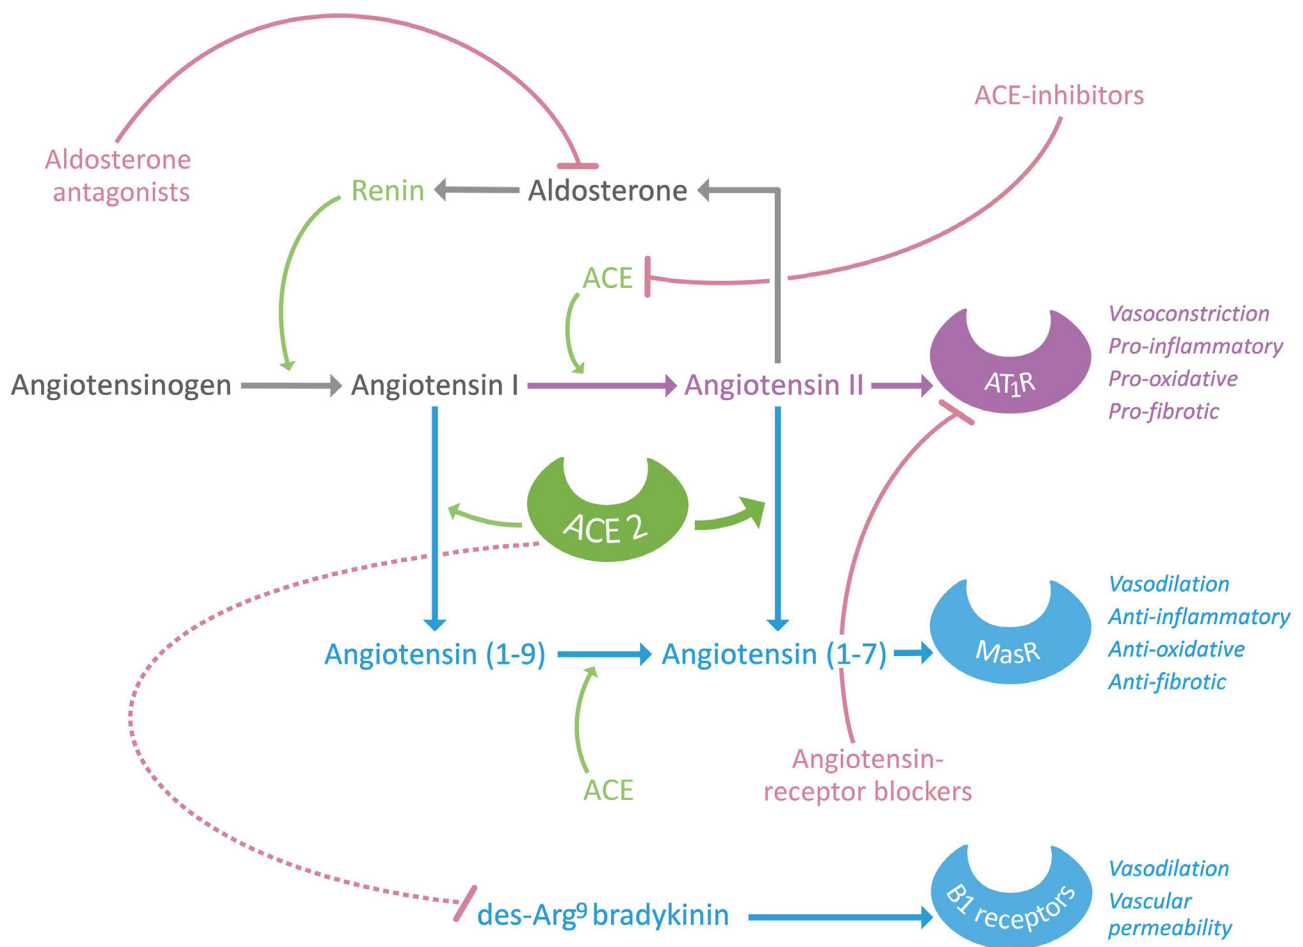 ACE-inhibitors
Aldosterone
antagonists
Renin
Aldosterone
ACE
Vasoconstriction
Pro-inflammatory
Pro-oxidative
Pro-fibrotic
Angiotensinogen
Angiotensin I
Angiotensin II
AT₁R
ACE 2
Vasodilation
Anti-inflammatory
Anti-oxidative
Anti-fibrotic
Angiotensin (1-9)
Angiotensin (1-7)
MasR
ACE
Angiotensin-
receptor blockers
des-Arg⁹ bradykinin
B1 receptors
Vasodilation
Vascular
permeability